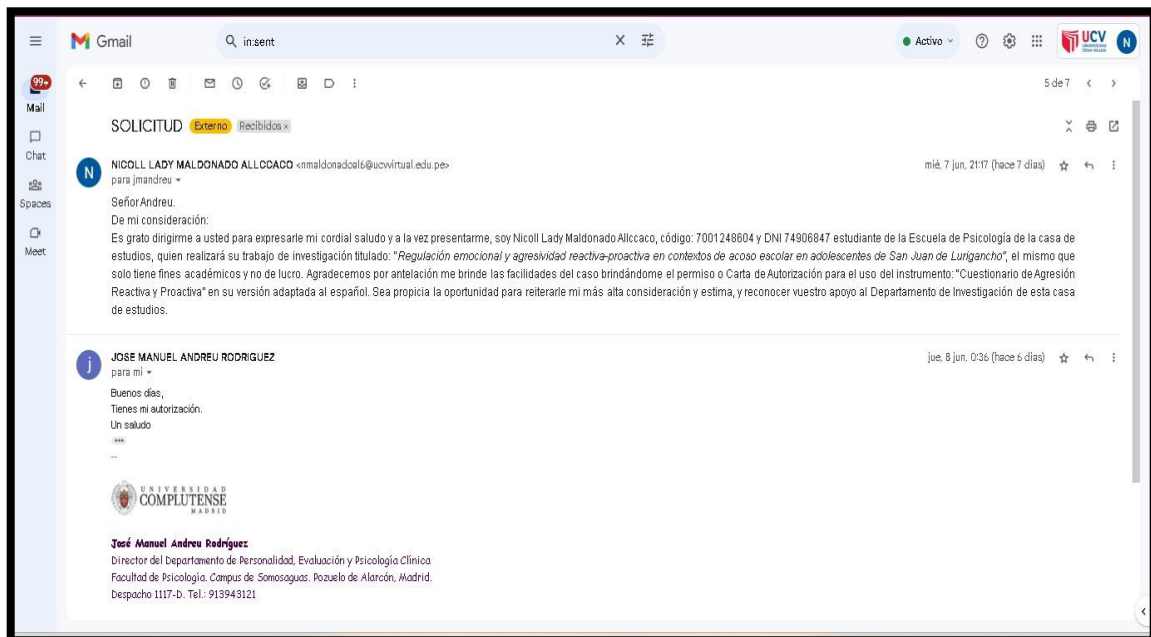 Gmail
in:sent
Activo
UCV
UNIVERSIDAD
CÉSAR VALLEJO
N
99+
Mail
5 de 7
Chat
SOLICITUD Externo Recibidos ×
Spaces
N
NICOLL LADY MALDONADO ALLCCACO <nmaldonadoal6@ucvvirtual.edu.pe>
mié, 7 jun, 21:17 (hace 7 días)
para jmandreu
Meet
Señor Andreu.
De mi consideración:
Es grato dirigirme a usted para expresarle mi cordial saludo y a la vez presentarme, soy Nicoll Lady Maldonado Allccaco, código: 7001248604 y DNI 74906847 estudiante de la Escuela de Psicología de la casa de
estudios, quien realizará su trabajo de investigación titulado: "Regulación emocional y agresividad reactiva-proactiva en contextos de acoso escolar en adolescentes de San Juan de Lurigancho", el mismo que
solo tiene fines académicos y no de lucro. Agradecemos por antelación me brinde las facilidades del caso brindándome el permiso o Carta de Autorización para el uso del instrumento: "Cuestionario de Agresión
Reactiva y Proactiva" en su versión adaptada al español. Sea propicia la oportunidad para reiterarle mi más alta consideración y estima, y reconocer vuestro apoyo al Departamento de Investigación de esta casa
de estudios.
j
JOSE MANUEL ANDREU RODRIGUEZ
jue, 8 jun, 0:36 (hace 6 días)
para mí
Buenos días,
Tienes mi autorización.
Un saludo
•••
--
UNIVERSIDAD
COMPLUTENSE
MADRID
José Manuel Andreu Rodríguez
Director del Departamento de Personalidad, Evaluación y Psicología Clínica
Facultad de Psicología. Campus de Somosaguas. Pozuelo de Alarcón, Madrid.
Despacho 1117-D. Tel.: 913943121